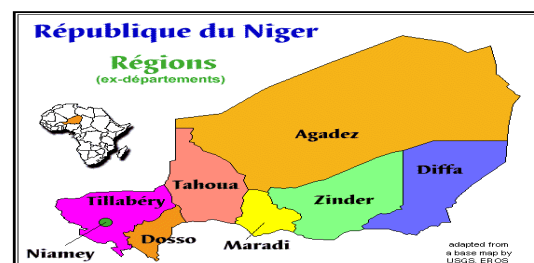 République du Niger
Régions
(ex-départements)
Agadez
Diffa
Tahoua
Zinder
Tillabéry
Maradi
Dosso
Niamey
adapted from
a base map by
USGS, EROS